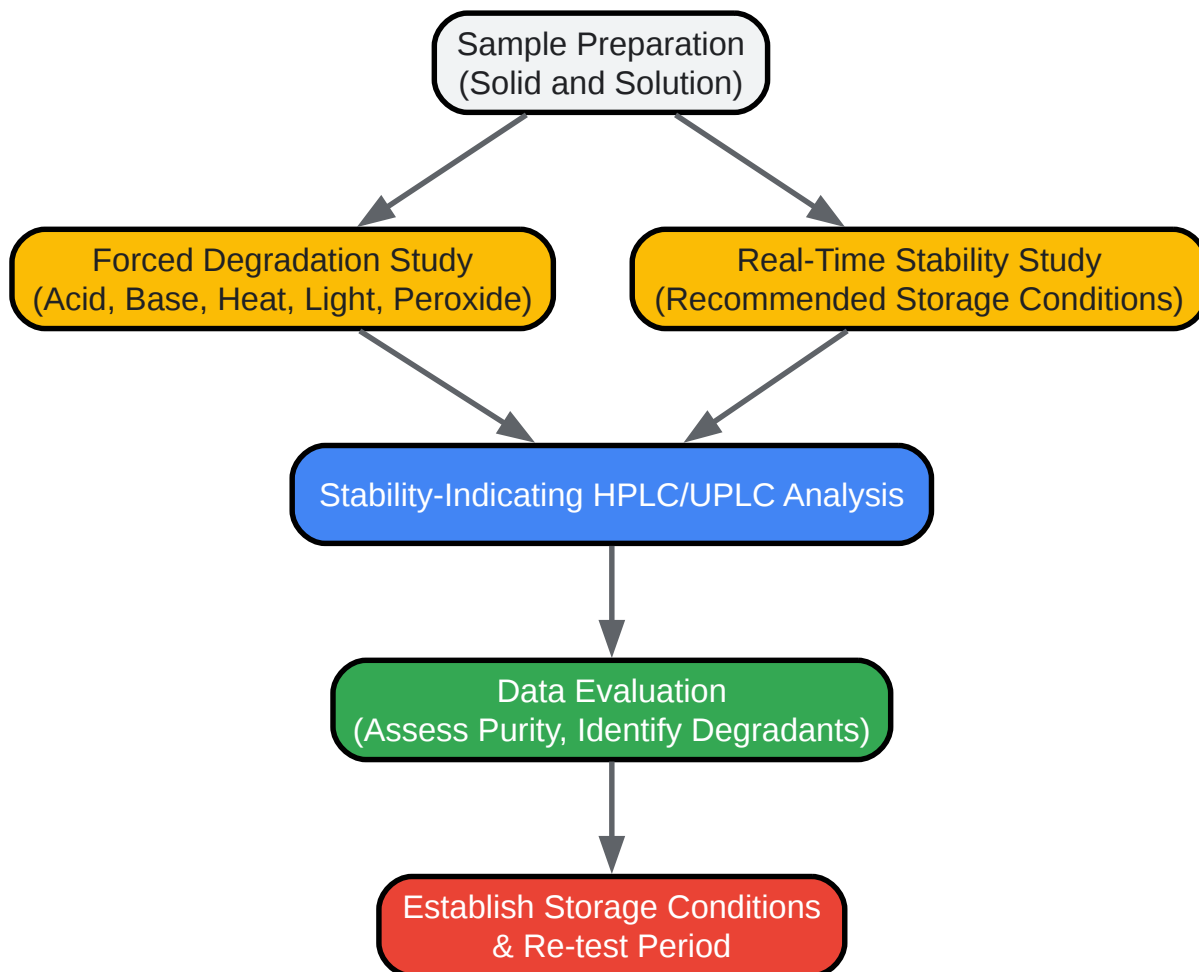 Sample Preparation
(Solid and Solution)
Forced Degradation Study
(Acid, Base, Heat, Light, Peroxide)
Real-Time Stability Study
(Recommended Storage Conditions)
Stability-Indicating HPLC/UPLC Analysis
Data Evaluation
(Assess Purity, Identify Degradants)
Establish Storage Conditions
& Re-test Period